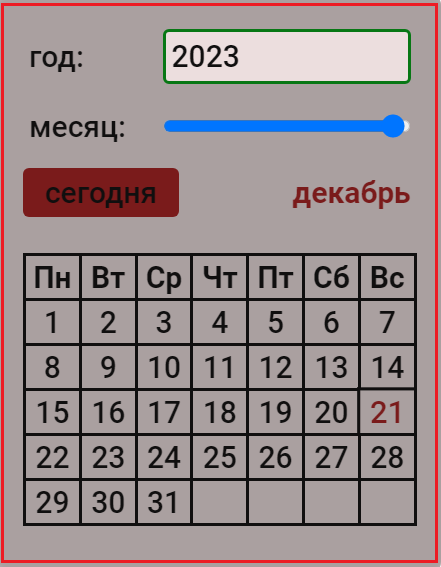 год: 2023
месяц:
сегодня декабрь
Пн Вт Ср Чт Пт Сб Вс
1 2 3 4 5 6 7
8 9 10 11 12 13 14
15 16 17 18 19 20 21
22 23 24 25 26 27 28
29 30 31